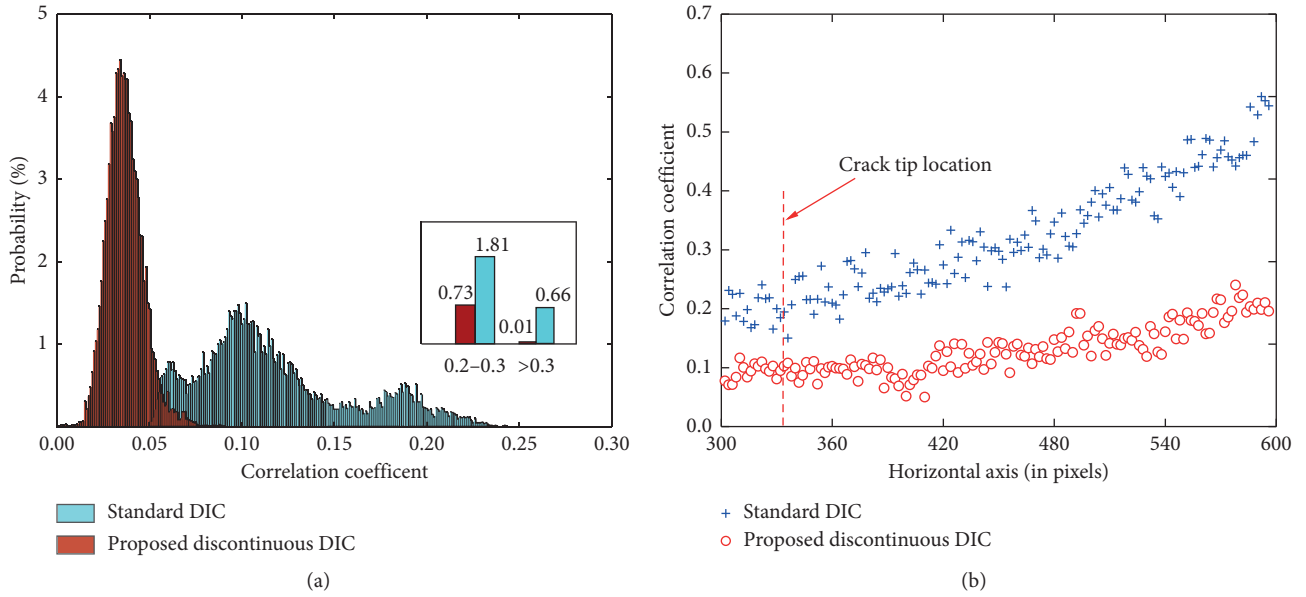 5
4
3
2
1
Probability (%)
0.00
0.05
0.10
0.15
0.20
0.25
0.30
Correlation coefficent
0.73
1.81
0.01
0.66
0.2–0.3
>0.3
Standard DIC
Proposed discontinuous DIC
(a)
0.7
0.6
0.5
0.4
0.3
0.2
0.1
0.0
Correlation coefficient
Crack tip location
300
360
420
480
540
600
Horizontal axis (in pixels)
Standard DIC
Proposed discontinuous DIC
(b)